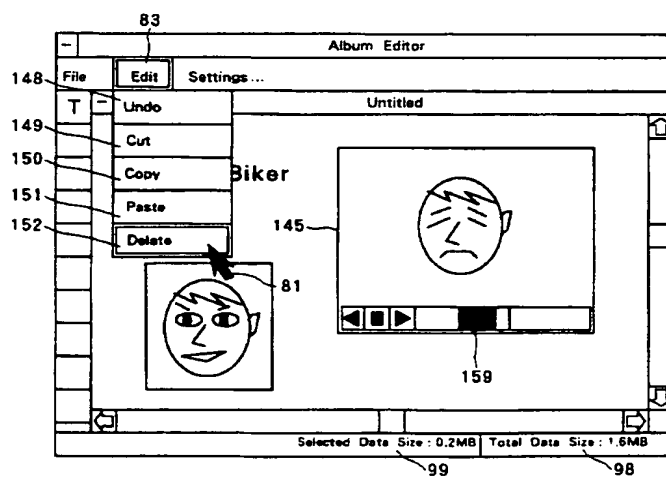 83
Album Editor
File Edit Settings...
148
T Undo Untitled
149
Cut
150
Copy Biker
151
Paste
145
152
Delete
81
159
Selected Data Size : 0.2MB Total Data Size : 1.6MB
99 98